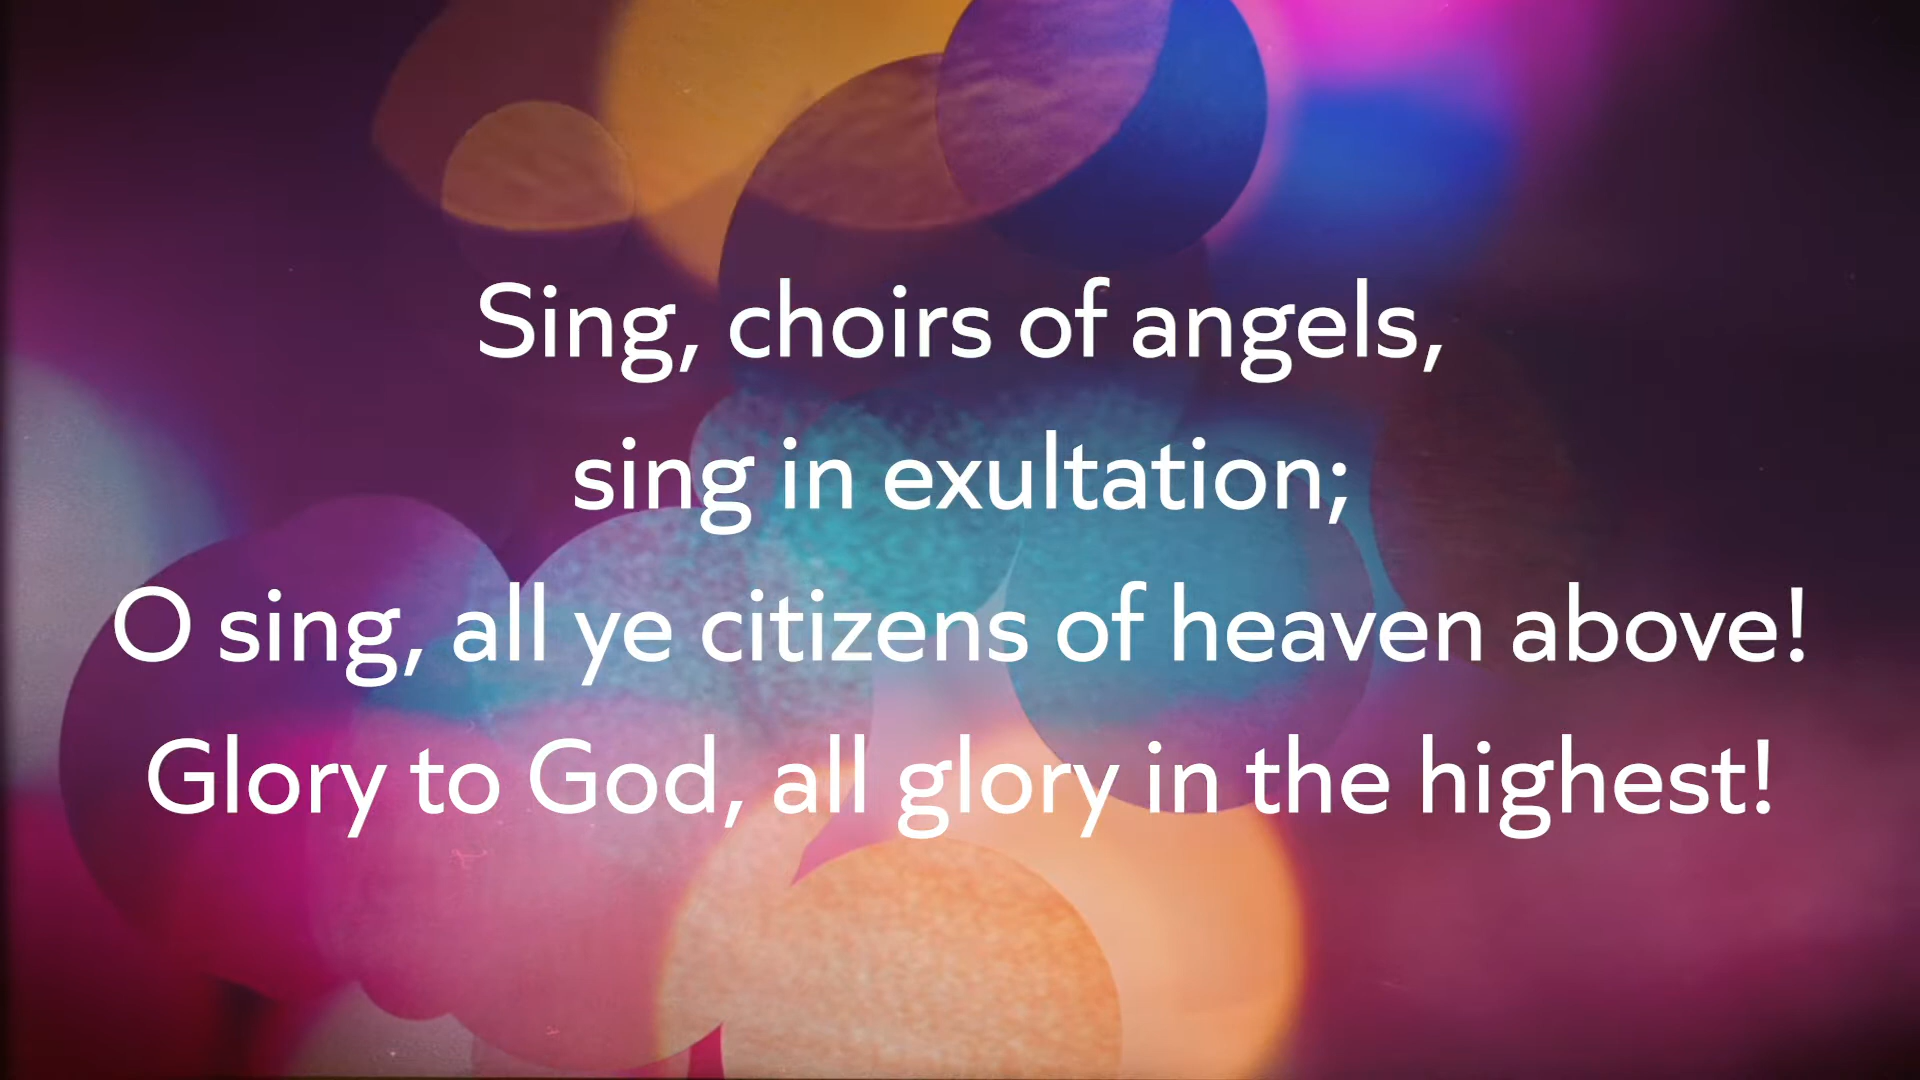 Sing, choirs of angels,
sing in exultation;
O sing, all ye citizens of heaven above!
Glory to God, all glory in the highest!